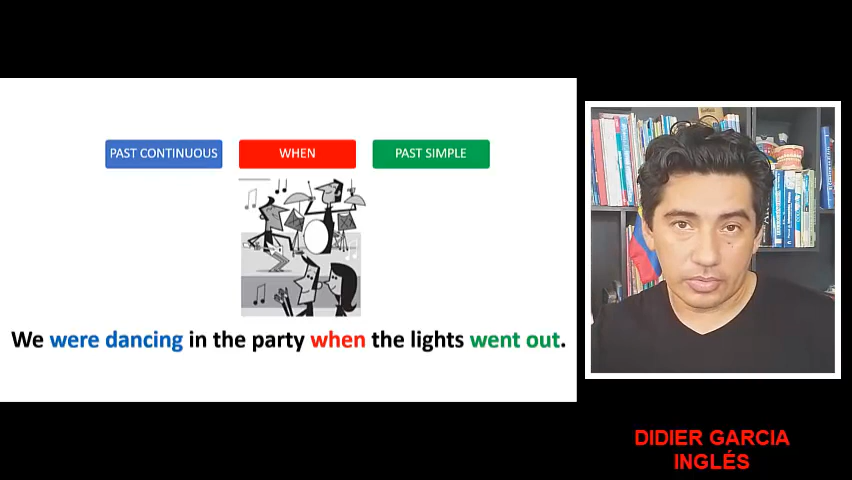 PAST CONTINUOUS WHEN PAST SIMPLE
We were dancing in the party when the lights went out.
DIDIER GARCIA
INGLÉS